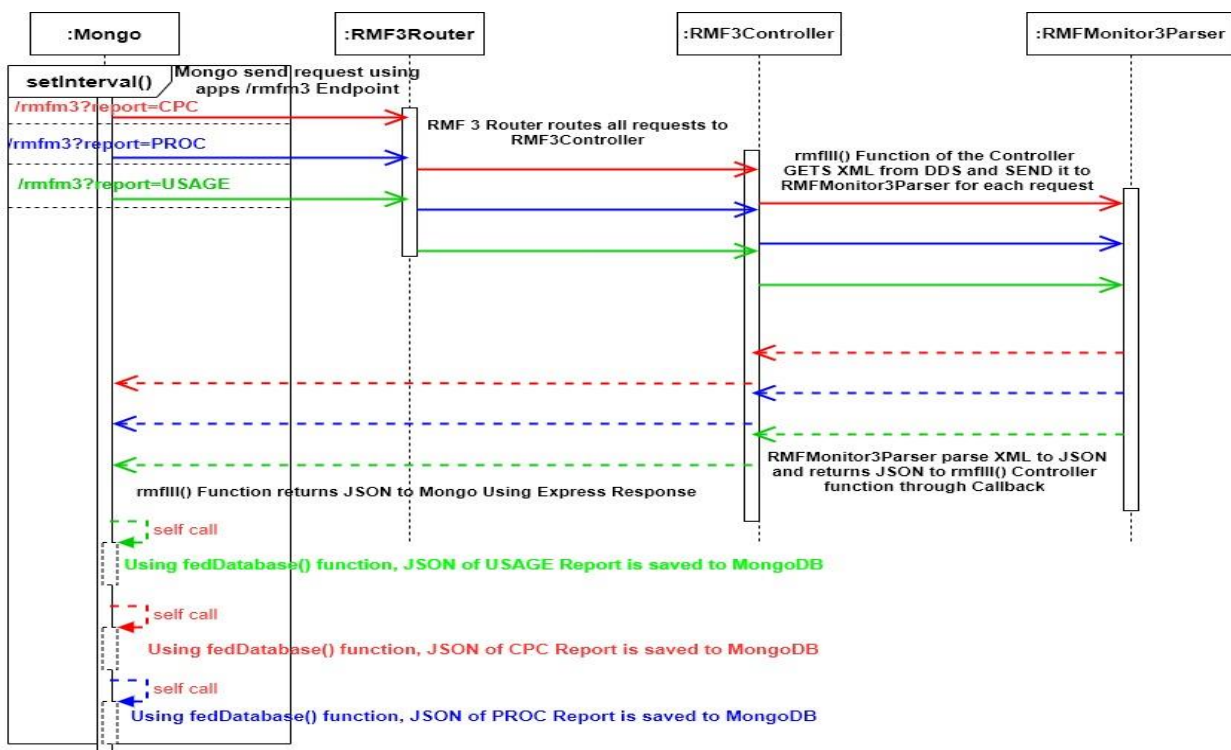 :Mongo
:RMF3Router
:RMF3Controller
:RMFMonitor3Parser
setInterval()
Mongo send request using
apps /rmfm3 Endpoint
/rmfm3?report=CPC
RMF 3 Router routes all requests to
RMF3Controller
/rmfm3?report=PROC
rmfIII() Function of the Controller
GETS XML from DDS and SEND it to
RMFMonitor3Parser for each request
/rmfm3?report=USAGE
RMFMonitor3Parser parse XML to JSON
and returns JSON to rmfIII() Controller
function through Callback
rmfIII() Function returns JSON to Mongo Using Express Response
self call
Using fedDatabase() function, JSON of USAGE Report is saved to MongoDB
self call
Using fedDatabase() function, JSON of CPC Report is saved to MongoDB
self call
Using fedDatabase() function, JSON of PROC Report is saved to MongoDB